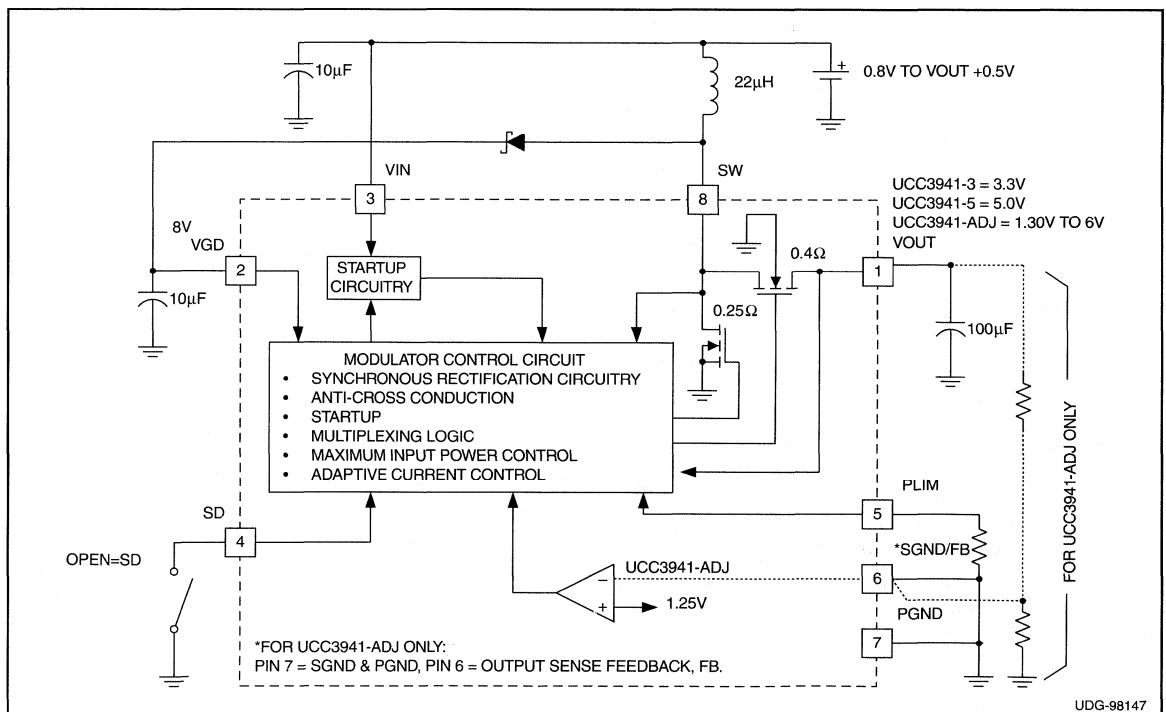 10µF
22µH
+
0.8V TO VOUT +0.5V
VIN
SW
3
8
UCC3941-3 = 3.3V
UCC3941-5 = 5.0V
UCC3941-ADJ = 1.30V TO 6V
VOUT
8V
VGD
2
10µF
STARTUP
CIRCUITRY
0.4Ω
1
0.25Ω
100µF
MODULATOR CONTROL CIRCUIT
• SYNCHRONOUS RECTIFICATION CIRCUITRY
• ANTI-CROSS CONDUCTION
• STARTUP
• MULTIPLEXING LOGIC
• MAXIMUM INPUT POWER CONTROL
• ADAPTIVE CURRENT CONTROL
FOR UCC3941-ADJ ONLY
PLIM
5
SD
4
OPEN=SD
*SGND/FB
UCC3941-ADJ
6
–
+
1.25V
PGND
7
*FOR UCC3941-ADJ ONLY:
PIN 7 = SGND & PGND, PIN 6 = OUTPUT SENSE FEEDBACK, FB.
UDG-98147